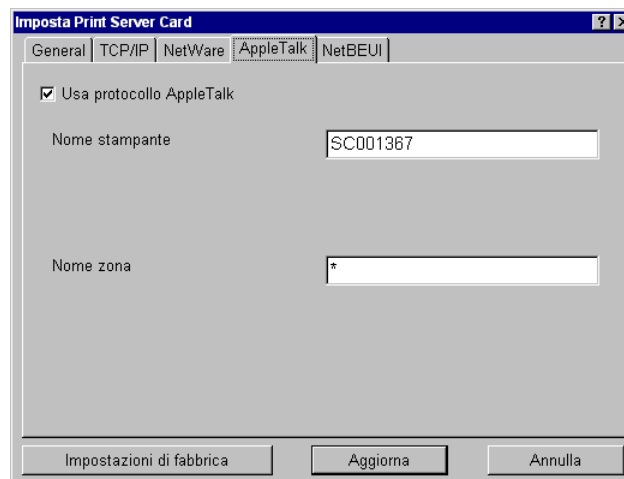 Imposta Print Server Card
General TCP/IP NetWare AppleTalk NetBEUI
Usa protocollo AppleTalk
Nome stampante SC001367
Nome zona *
Impostazioni di fabbrica Aggiorna Annulla